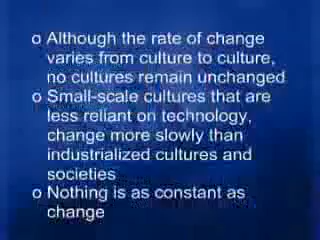 o Although the rate of change
varies from culture to culture,
no cultures remain unchanged
o Small-scale cultures that are
less reliant on technology,
change more slowly than
industrialized cultures and
societies
o Nothing is as constant as
change